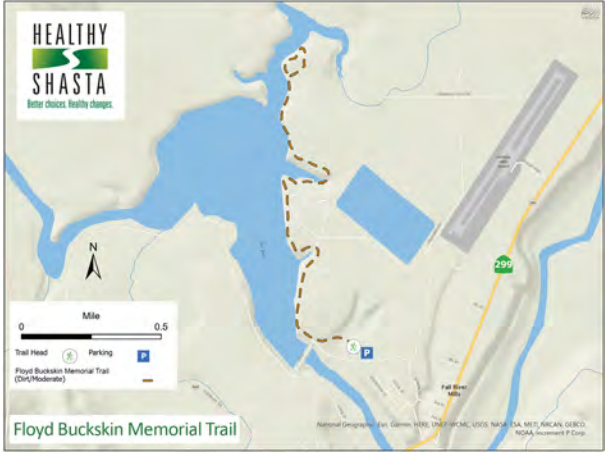 HEALTHY
SHASTA
Better choices. Healthy changes.
299
N
Mile
0 0.5
Trail Head Parking P
Floyd Buckskin Memorial Trail
(Dirt/Moderate)
P
Fall River
Mills
Floyd Buckskin Memorial Trail
National Geographic, Esri, Garmin, HERE, UNEP-WCMC, USGS, NASA, ESA, METI, NRCAN, GEBCO,
NOAA, Increment P Corp.